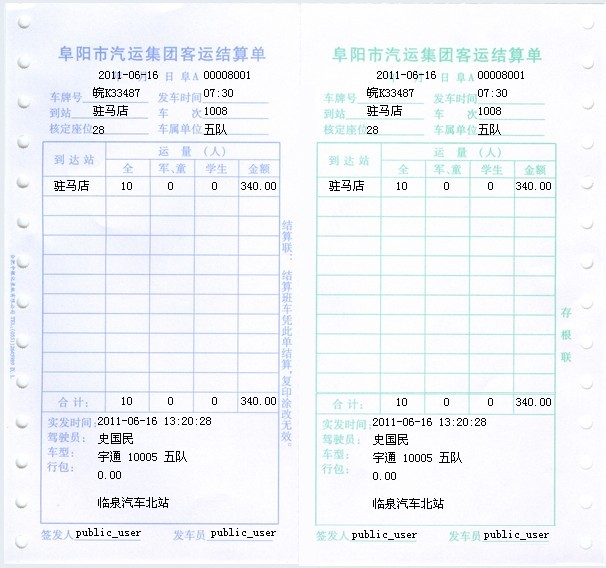 阜阳市汽运集团客运结算单
2011-06-16 日 阜A 00008001
车牌号 皖K33487 发车时间 07:30
到站 驻马店 车 次 1008
核定座位 28 车属单位 五队
到达站 运 量 (人)
全 军、童 学生 金额
驻马店 10 0 0 340.00
合计: 10 0 0 340.00
实发时间: 2011-06-16 13:20:28
驾驶员: 史国民
车型: 宇通 10005 五队
行包: 0.00
临泉汽车北站
签发人 public_user 发车员 public_user
结算联: 结算班车凭此单结算,复印涂改无效。
阜阳市汽运集团客运结算单
2011-06-16 日 阜A 00008001
车牌号 皖K33487 发车时间 07:30
到站 驻马店 车 次 1008
核定座位 28 车属单位 五队
到达站 运 量 (人)
全 军、童 学生 金额
驻马店 10 0 0 340.00
合计: 10 0 0 340.00
实发时间: 2011-06-16 13:20:28
驾驶员: 史国民
车型: 宇通 10005 五队
行包: 0.00
临泉汽车北站
签发人 public_user 发车员 public_user
存根联